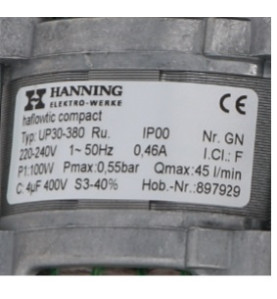 HANNING
ELEKTRO-WERKE
haflowtic compact
Typ: UP30-380 Ru. IP00 Nr. GN
220-240V 1~ 50Hz 0,46A I.Cl.: F
P1:100W Pmax:0,55bar Qmax:45 l/min
C: 4µF 400V S3-40% Hob.-Nr.:897929
CE